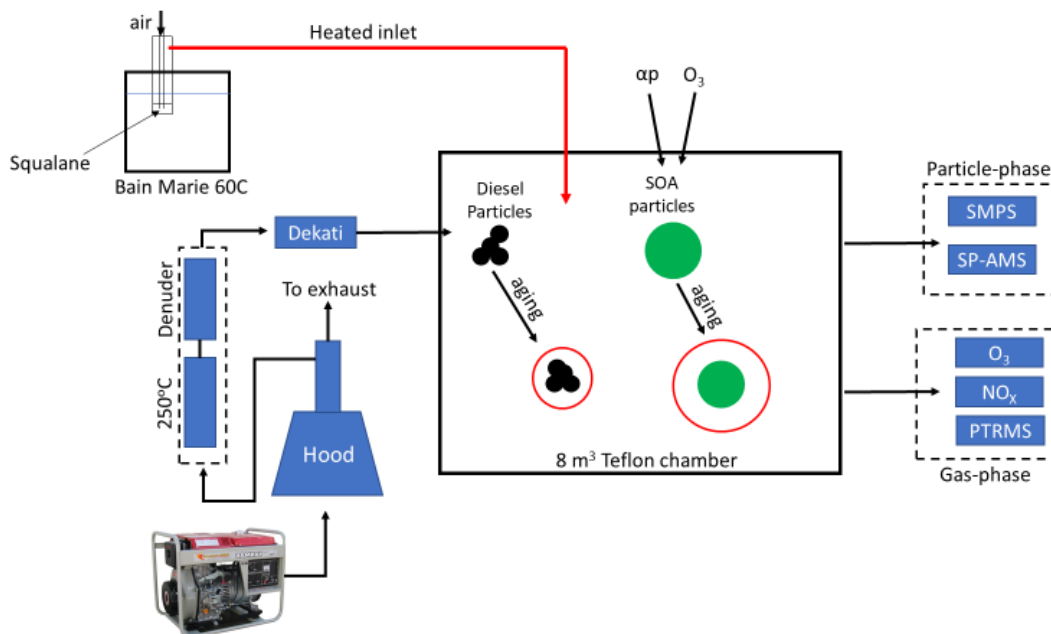 air
Heated inlet
Squalane
Bain Marie 60C
αp
O₃
Diesel
Particles
SOA
particles
aging
aging
8 m³ Teflon chamber
Dekati
Denuder
250°C
To exhaust
Hood
Particle-phase
SMPS
SP-AMS
O₃
NOX
PTRMS
Gas-phase